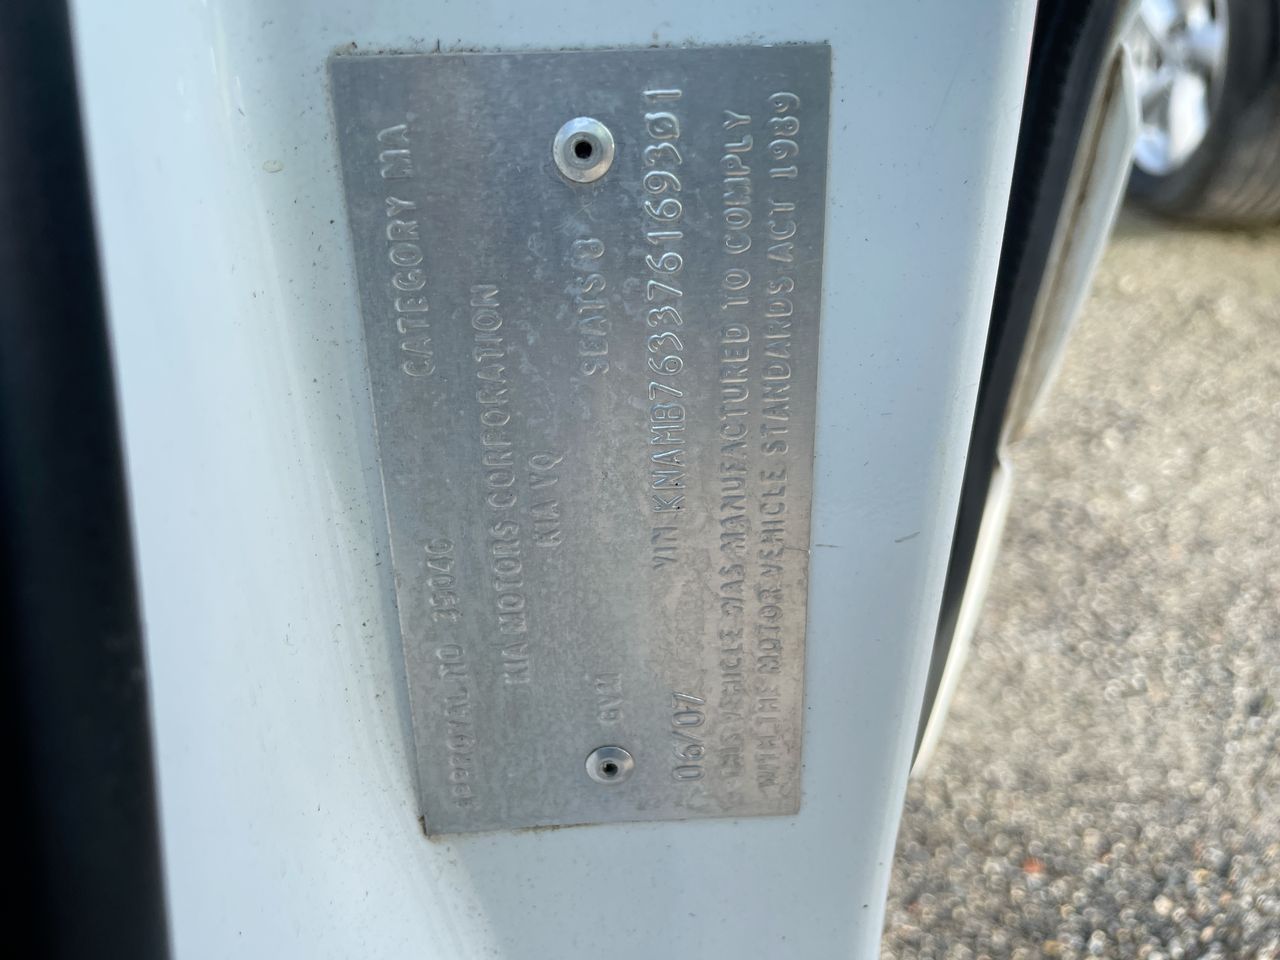 APPROVAL NO 35046 CATEGORY MA
KIA MOTORS CORPORATION
KIA VQ
GVM SEATS 8
06/07 VIN KNAMB763376169301
THIS VEHICLE WAS MANUFACTURED TO COMPLY
WITH THE MOTOR VEHICLE STANDARDS ACT 1989